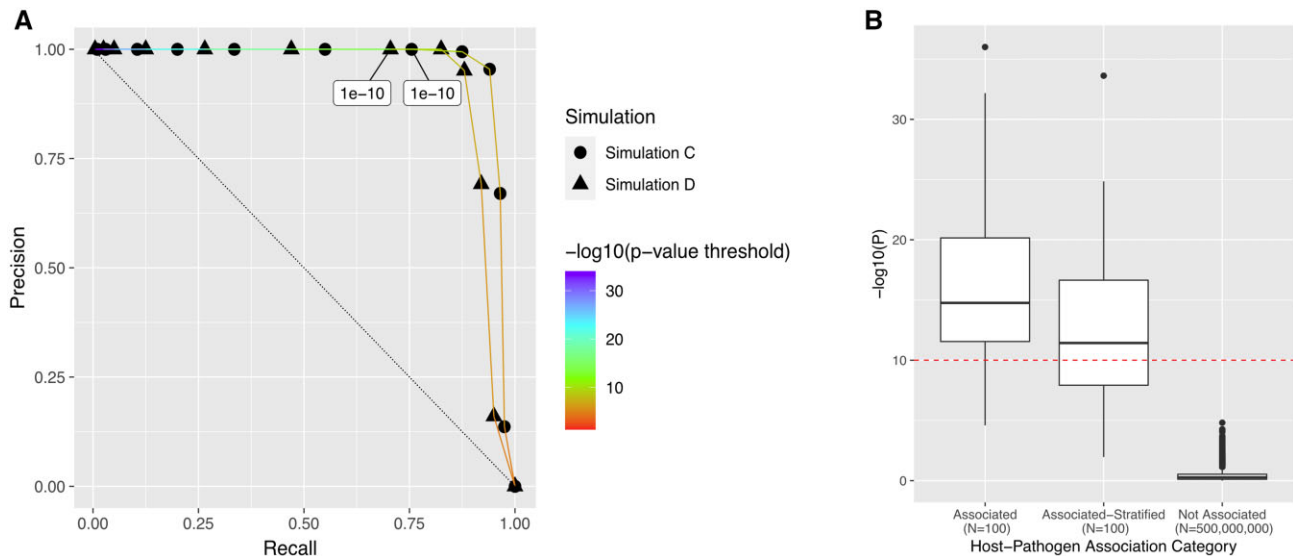 A
1.00
0.75
0.50
0.25
0.00
Precision
1e−10
1e−10
0.00
0.25
0.50
0.75
1.00
Recall
Simulation
Simulation C
Simulation D
−log10(p−value threshold)
30
20
10
B
30
20
10
0
−log10(P)
Associated
(N=100)
Associated−Stratified
(N=100)
Not Associated
(N=500,000,000)
Host−Pathogen Association Category